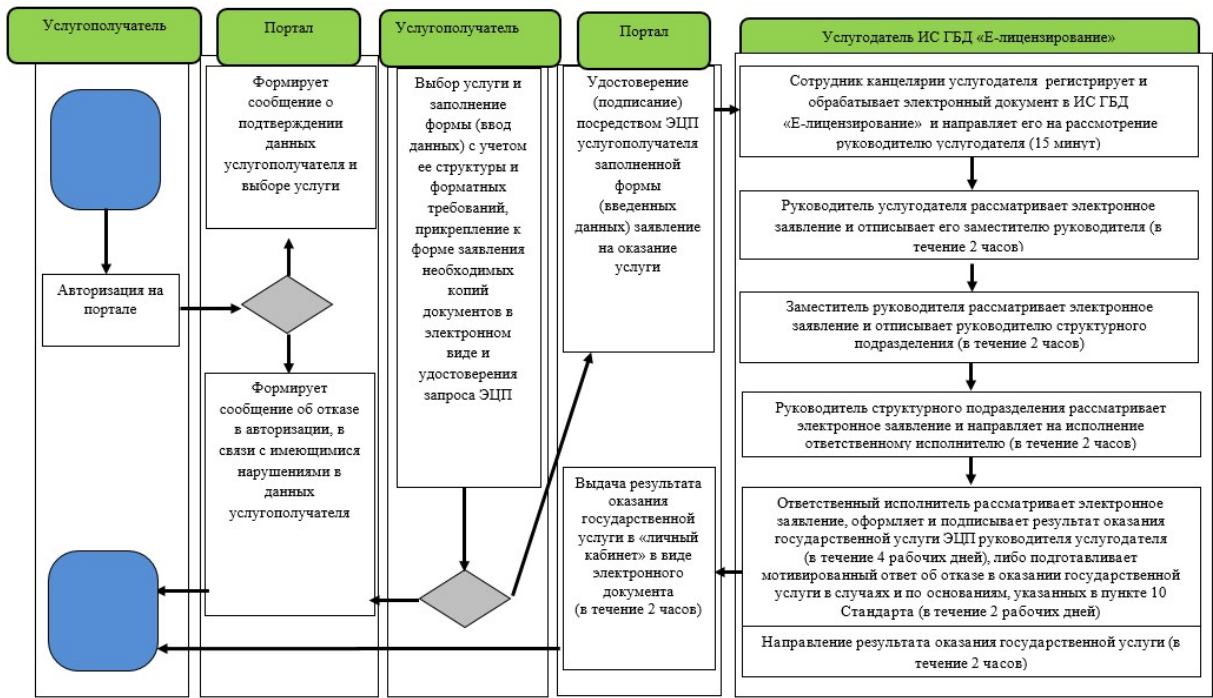 Услугополучатель
Портал
Услугополучатель
Портал
Услугодатель ИС ГБД «Е-лицензирование»
Авторизация на
портале
Формирует
сообщение о
подтверждении
данных
услугополучателя и
выборе услуги
Формирует
сообщение об отказе
в авторизации, в
связи с имеющимися
нарушениями в
данных
услугополучателя
Выбор услуги и
заполнение
формы (ввод
данных) с учетом
ее структуры и
форматных
требований,
прикрепление к
форме заявления
необходимых
копий
документов в
электронном
виде и
удостоверения
запроса ЭЦП
Удостоверение
(подписание)
посредством ЭЦП
услугополучателя
заполненной
формы
(введенных
данных) заявление
на оказание
услуги
Выдача результата
оказания
государственной
услуги в «личный
кабинет» в виде
электронного
документа
(в течение 2 часов)
Сотрудник канцелярии услугодателя регистрирует и
обрабатывает электронный документ в ИС ГБД
«Е-лицензирование» и направляет его на рассмотрение
руководителю услугодателя (15 минут)
Руководитель услугодателя рассматривает электронное
заявление и отписывает его заместителю руководителя (в
течение 2 часов)
Заместитель руководителя рассматривает электронное
заявление и отписывает руководителю структурного
подразделения (в течение 2 часов)
Руководитель структурного подразделения рассматривает
электронное заявление и направляет на исполнение
ответственному исполнителю (в течение 2 часов)
Ответственный исполнитель рассматривает электронное
заявление, оформляет и подписывает результат оказания
государственной услуги ЭЦП руководителя услугодателя
(в течение 4 рабочих дней), либо подготавливает
мотивированный ответ об отказе в оказании государственной
услуги в случаях и по основаниям, указанных в пункте 10
Стандарта (в течение 2 рабочих дней)
Направление результата оказания государственной услуги (в
течение 2 часов)